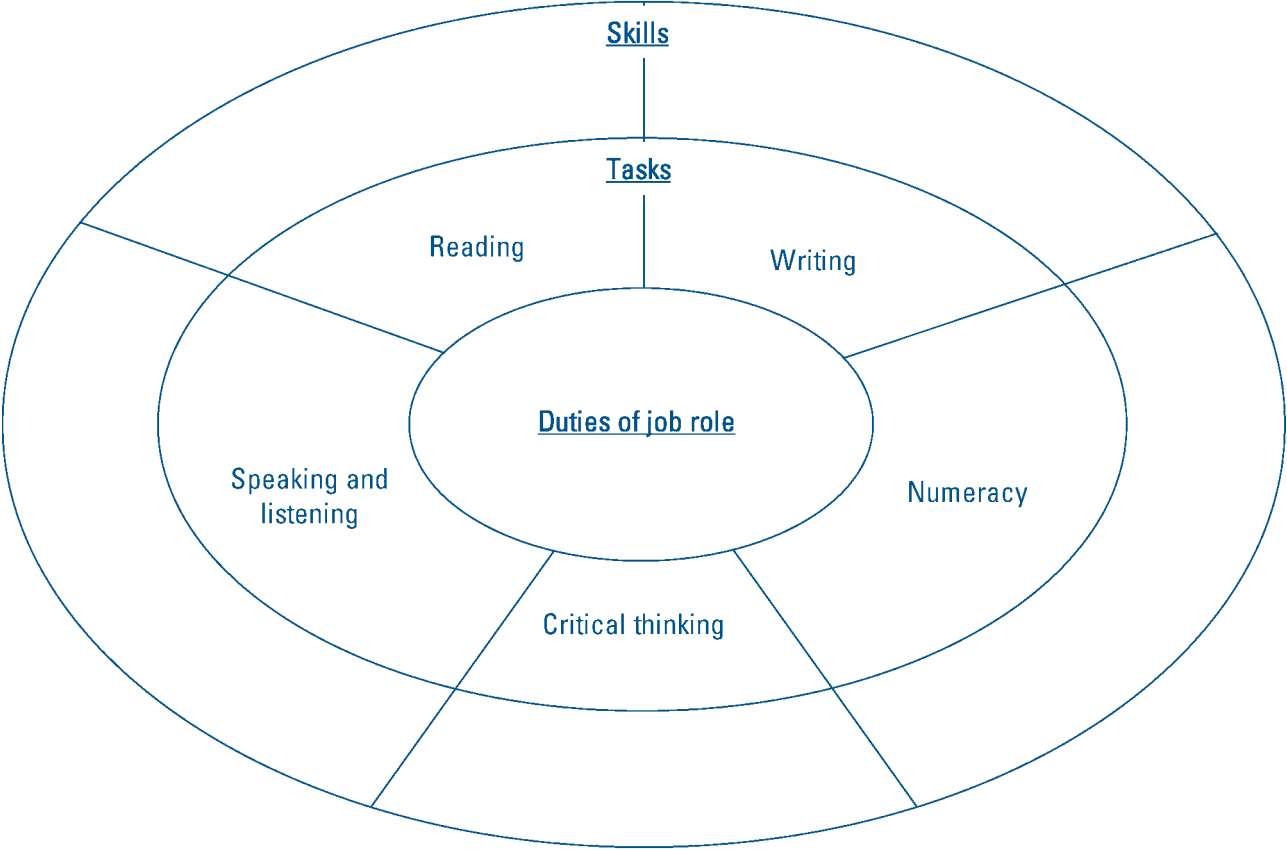 Skills
Tasks
Reading
Writing
Duties of job role
Speaking and
listening
Numeracy
Critical thinking